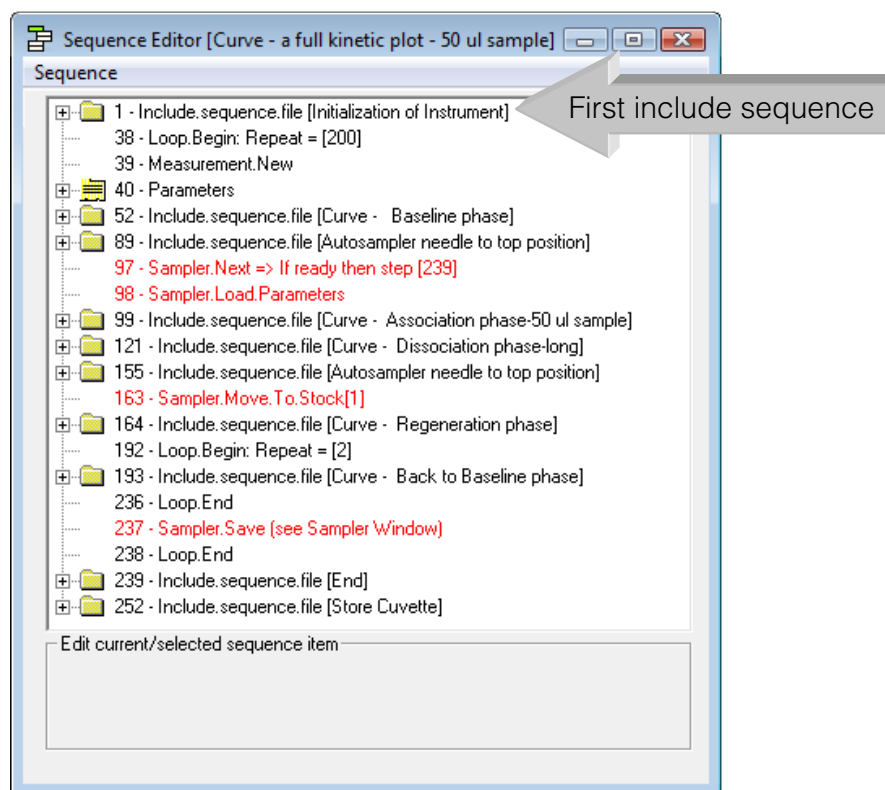 Sequence Editor [Curve - a full kinetic plot - 50 ul sample]
Sequence
1 - Include.sequence.file [Initialization of Instrument]
First include sequence
38 - Loop.Begin: Repeat = [200]
39 - Measurement.New
40 - Parameters
52 - Include.sequence.file [Curve -   Baseline phase]
89 - Include.sequence.file [Autosampler needle to top position]
97 - Sampler.Next => If ready then step [239]
98 - Sampler.Load.Parameters
99 - Include.sequence.file [Curve -  Association phase-50 ul sample]
121 - Include.sequence.file [Curve -  Dissociation phase-long]
155 - Include.sequence.file [Autosampler needle to top position]
163 - Sampler.Move.To.Stock[1]
164 - Include.sequence.file [Curve -  Regeneration phase]
192 - Loop.Begin: Repeat = [2]
193 - Include.sequence.file [Curve -  Back to Baseline phase]
236 - Loop.End
237 - Sampler.Save (see Sampler Window)
238 - Loop.End
239 - Include.sequence.file [End]
252 - Include.sequence.file [Store Cuvette]
Edit current/selected sequence item